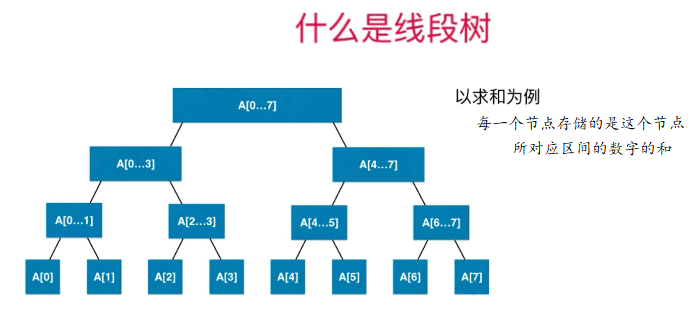 什么是线段树
以求和为例
每一个节点存储的是这个节点
所对应区间的数字的和
A[0...7]
A[0...3]
A[4...7]
A[0...1]
A[2...3]
A[4...5]
A[6...7]
A[0]
A[1]
A[2]
A[3]
A[4]
A[5]
A[6]
A[7]